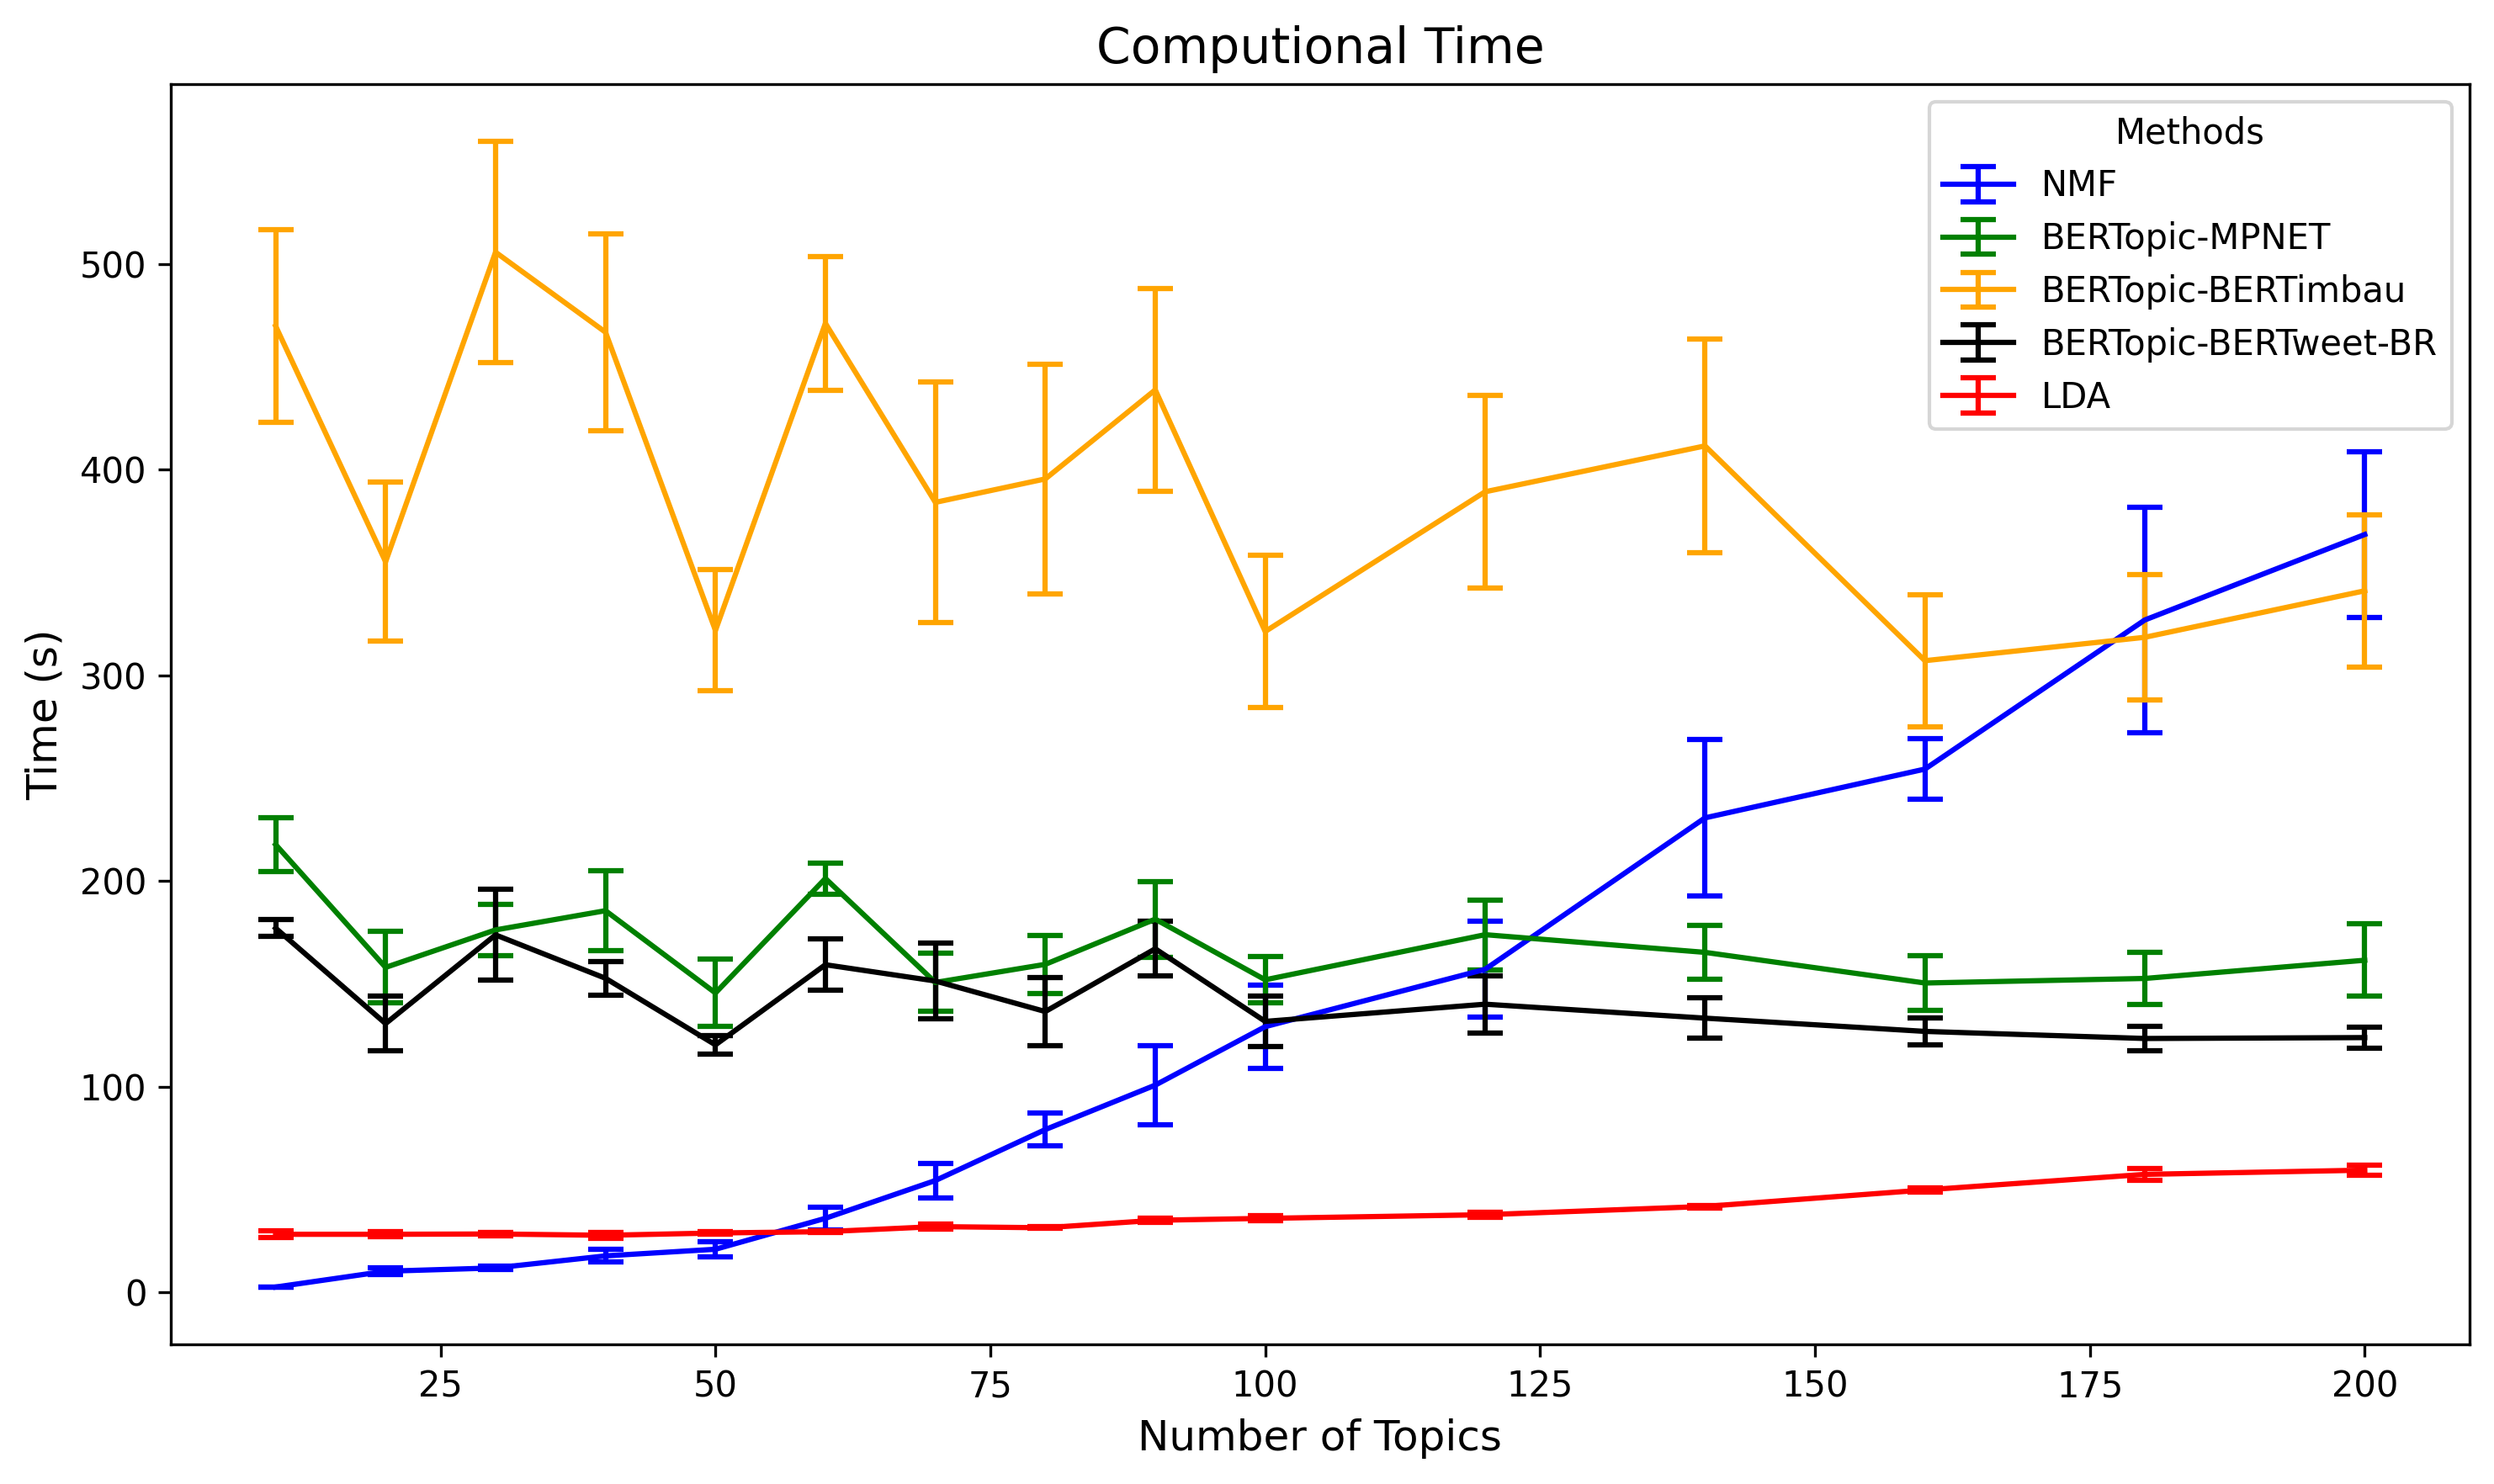 Computional Time
Methods
NMF
BERTopic-MPNET
BERTopic-BERTimbau
BERTopic-BERTweet-BR
LDA
Time (s)
500
400
300
200
100
0
25
50
75
100
125
150
175
200
Number of Topics